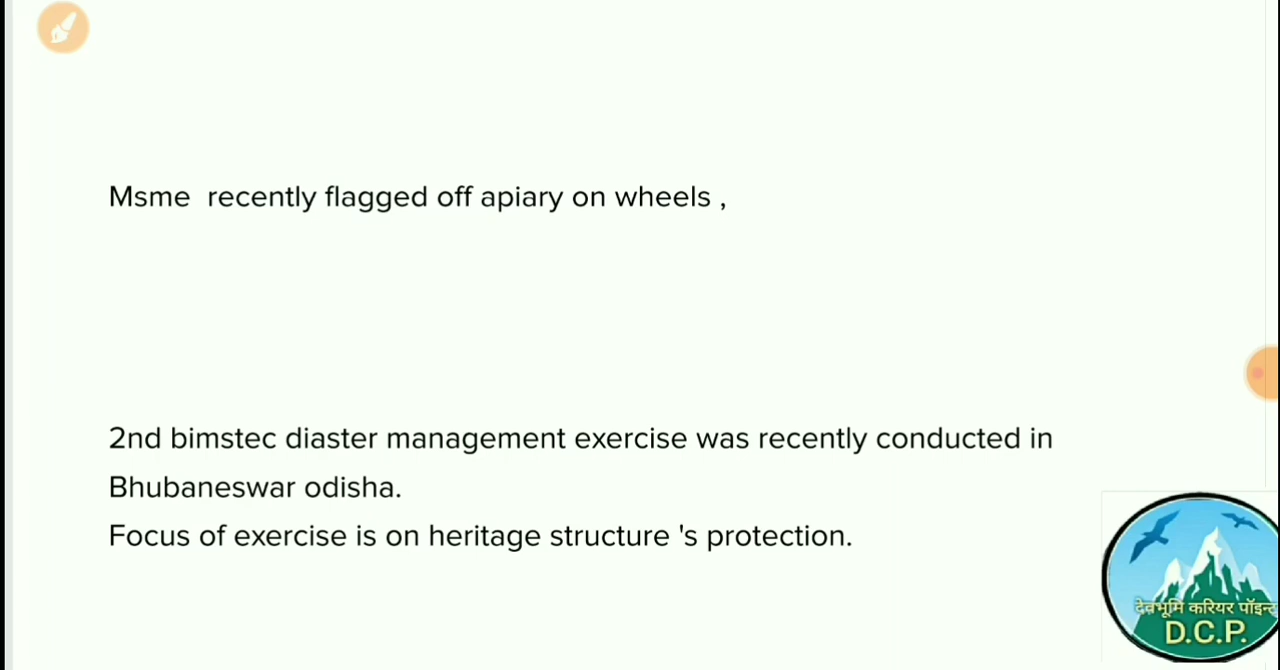 Msme recently flagged off apiary on wheels ,
2nd bimstec diaster management exercise was recently conducted in
Bhubaneswar odisha.
Focus of exercise is on heritage structure 's protection.
देवभूमि करियर पॉइन्ट
D.C.P.